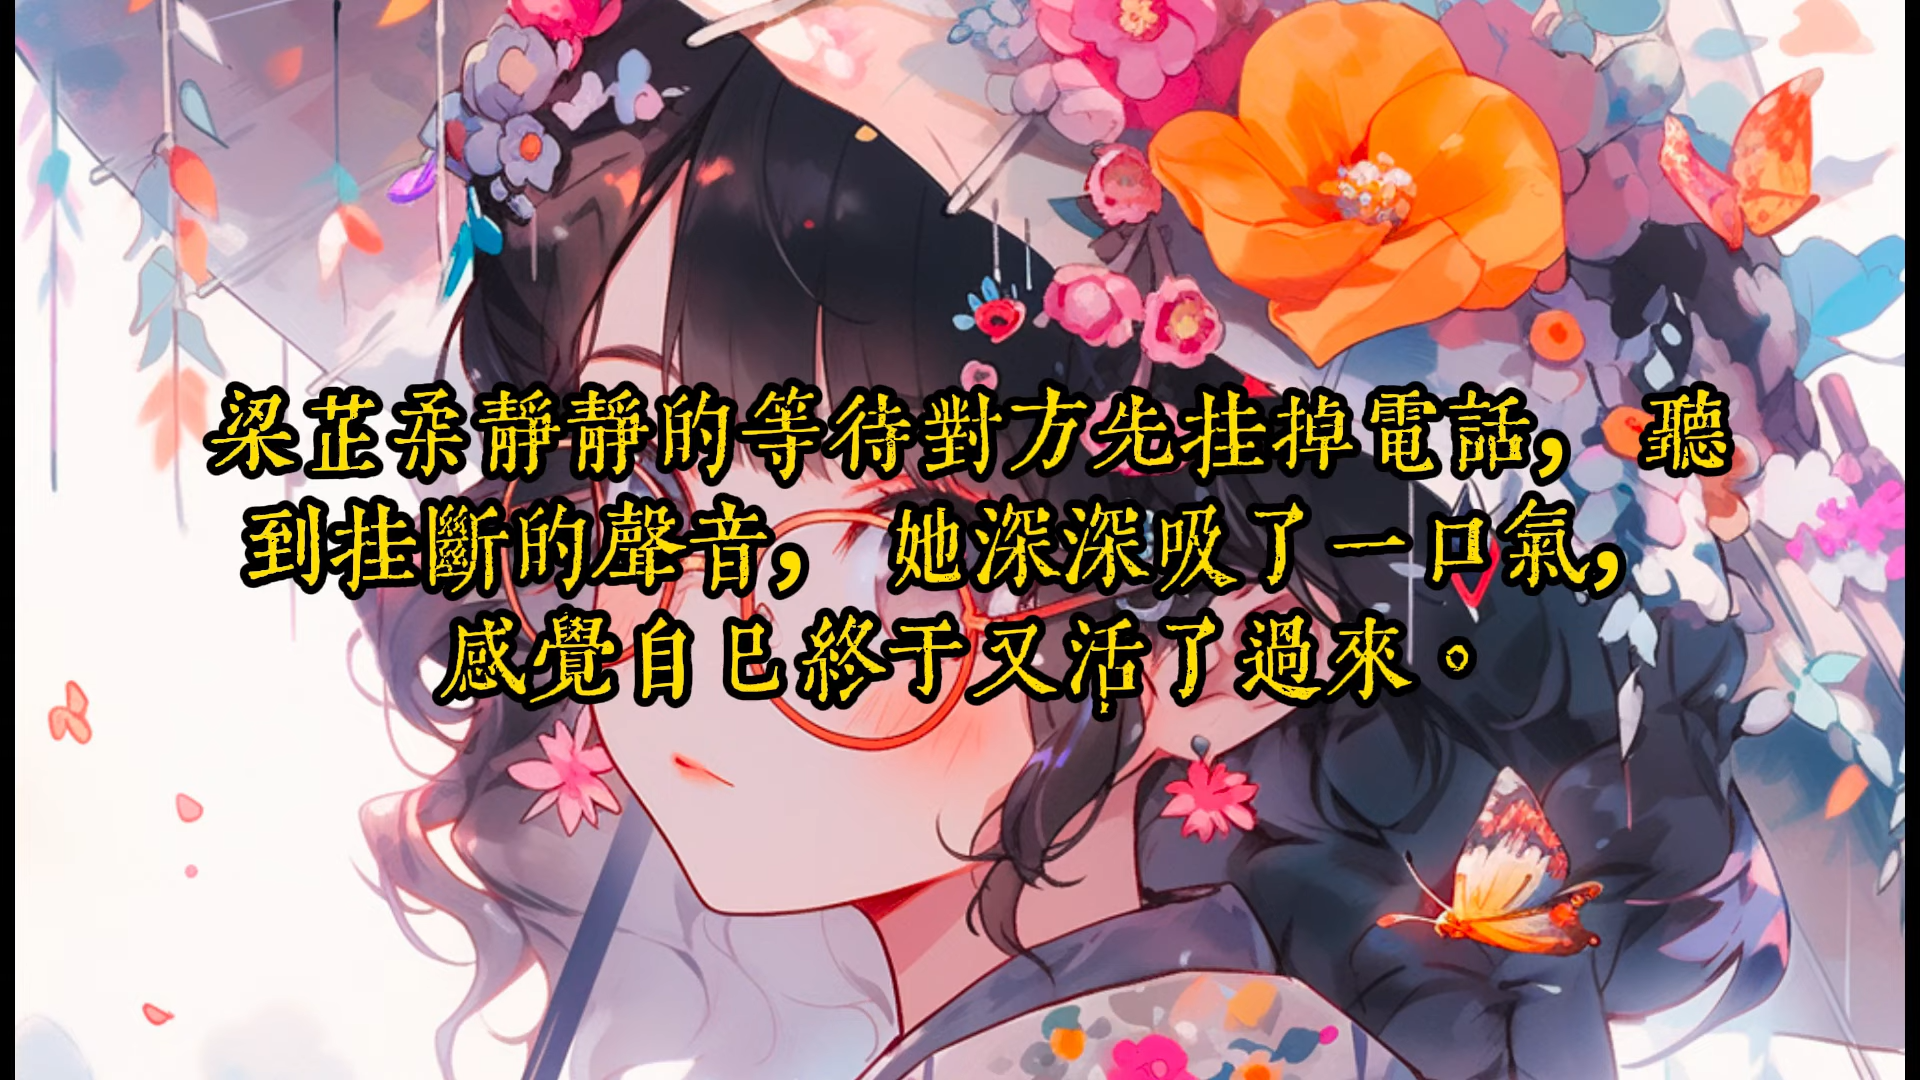 梁芷柔靜靜的等待對方先挂掉電話，聽
到挂斷的聲音，她深深吸了一口氣，
感覺自已終于又活了過來。